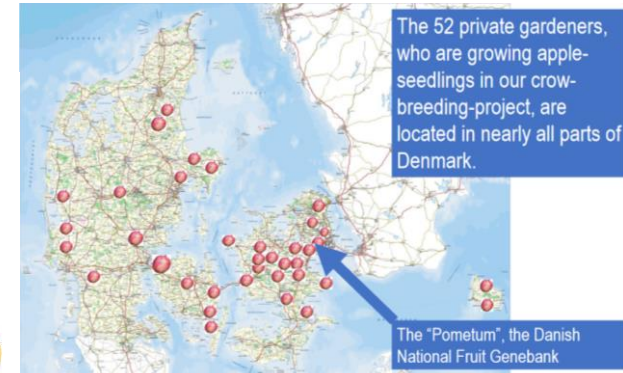 The 52 private gardeners,
who are growing apple-
seedlings in our crow-
breeding-project, are
located in nearly all parts of
Denmark.
The “Pometum”, the Danish
National Fruit Genebank